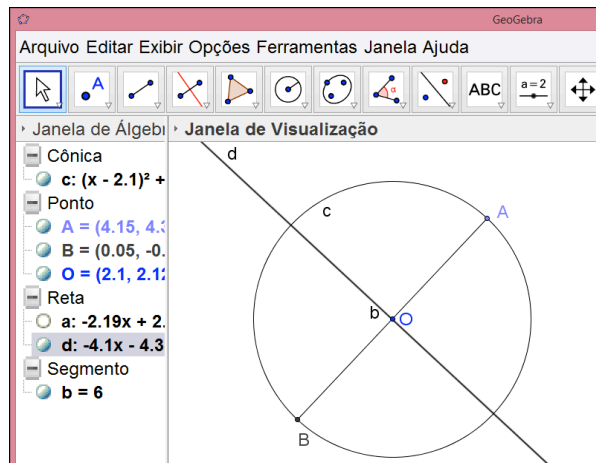 GeoGebra
Arquivo Editar Exibir Opções Ferramentas Janela Ajuda
A
α
ABC
a = 2
Janela de Álgebr
Janela de Visualização
Cônica
c: (x - 2.1)² +
Ponto
A = (4.15, 4.3
B = (0.05, -0.
O = (2.1, 2.12
Reta
a: -2.19x + 2.
d: -4.1x - 4.3
Segmento
b = 6
d
c
A
b
O
B